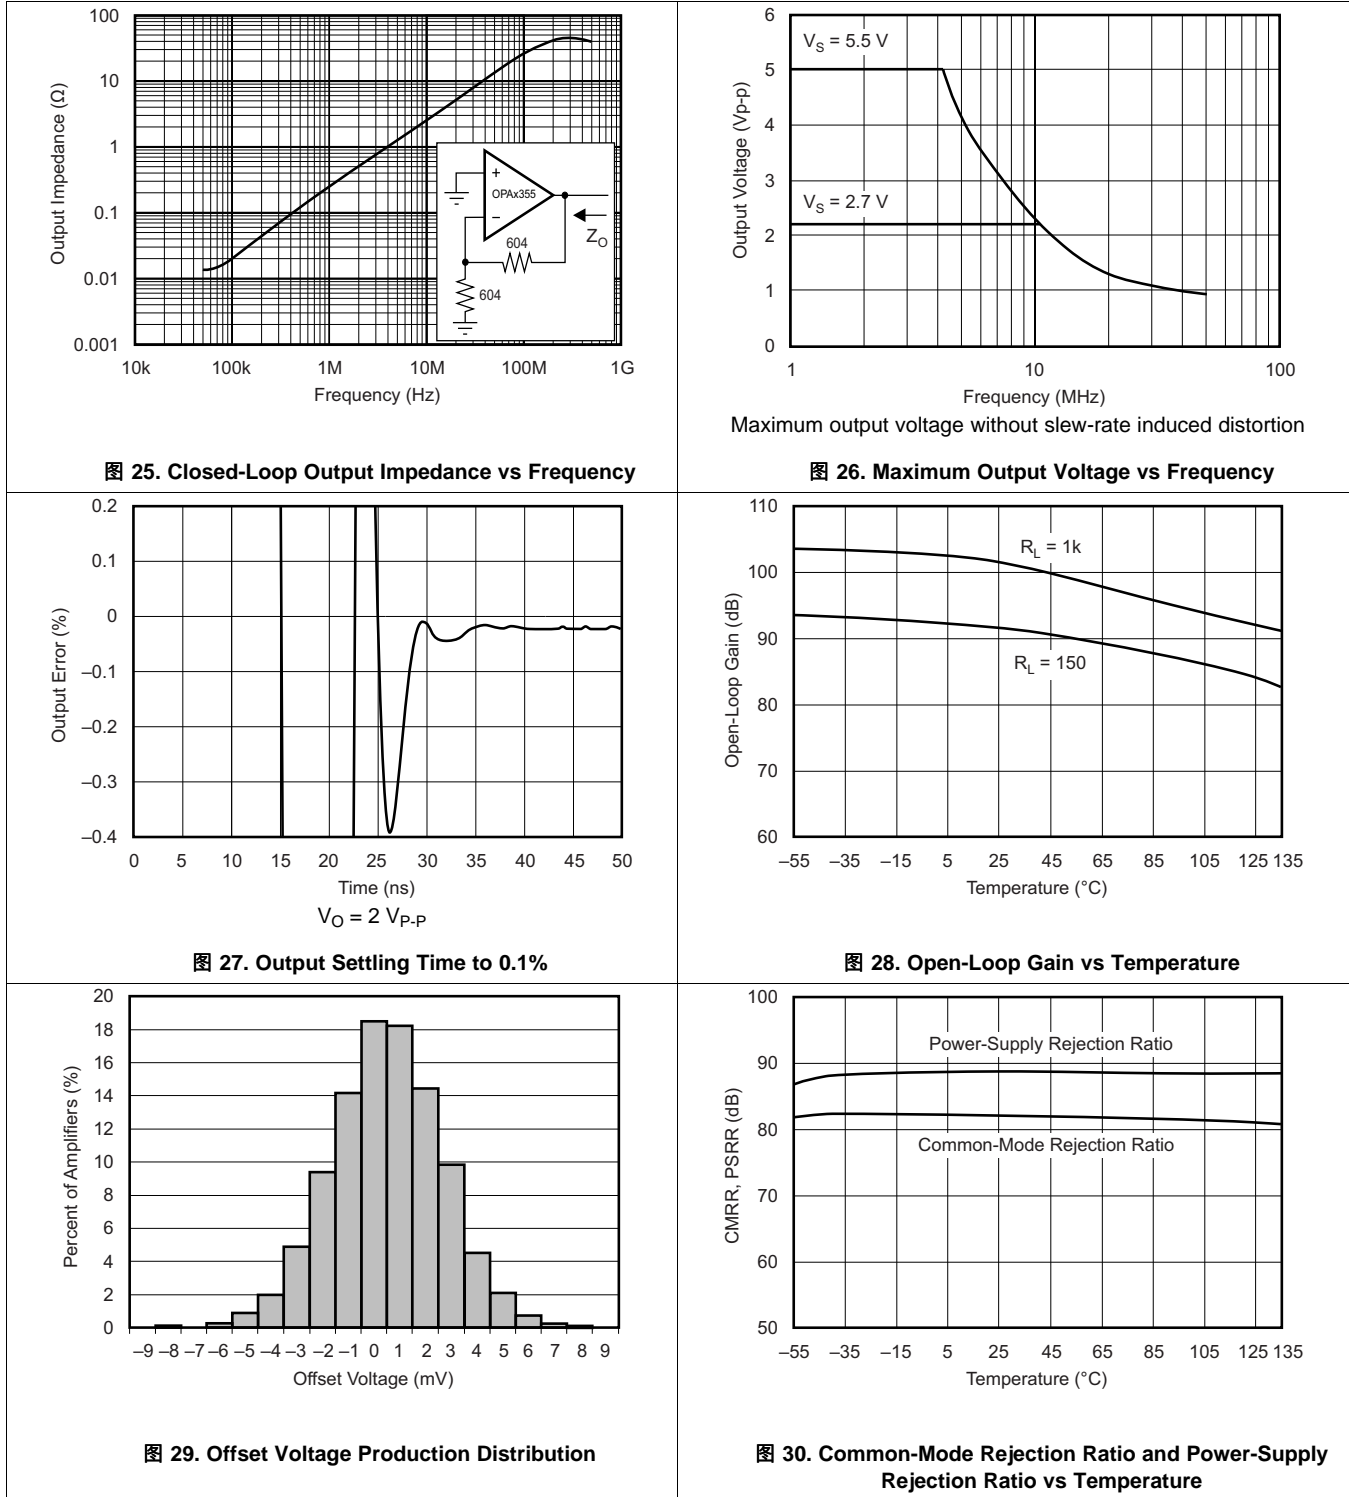 100
10
1
0.1
0.01
0.001
Output Impedance (Ω)
+
OPAx355
−
Z_O
604
604
10k 100k 1M 10M 100M 1G
Frequency (Hz)
图 25. Closed-Loop Output Impedance vs Frequency
6
5
4
3
2
1
0
Output Voltage (Vp-p)
V_S = 5.5 V
V_S = 2.7 V
1 10 100
Frequency (MHz)
Maximum output voltage without slew-rate induced distortion
图 26. Maximum Output Voltage vs Frequency
0.2
0.1
0
–0.1
–0.2
–0.3
–0.4
Output Error (%)
0 5 10 15 20 25 30 35 40 45 50
Time (ns)
V_O = 2 V_P-P
图 27. Output Settling Time to 0.1%
110
100
90
80
70
60
Open-Loop Gain (dB)
R_L = 1k
R_L = 150
–55 –35 –15 5 25 45 65 85 105 125 135
Temperature (°C)
图 28. Open-Loop Gain vs Temperature
20
18
16
14
12
10
8
6
4
2
0
Percent of Amplifiers (%)
–9 –8 –7 –6 –5 –4 –3 –2 –1 0 1 2 3 4 5 6 7 8 9
Offset Voltage (mV)
图 29. Offset Voltage Production Distribution
100
90
80
70
60
50
CMRR, PSRR (dB)
Power-Supply Rejection Ratio
Common-Mode Rejection Ratio
–55 –35 –15 5 25 45 65 85 105 125 135
Temperature (°C)
图 30. Common-Mode Rejection Ratio and Power-Supply
Rejection Ratio vs Temperature